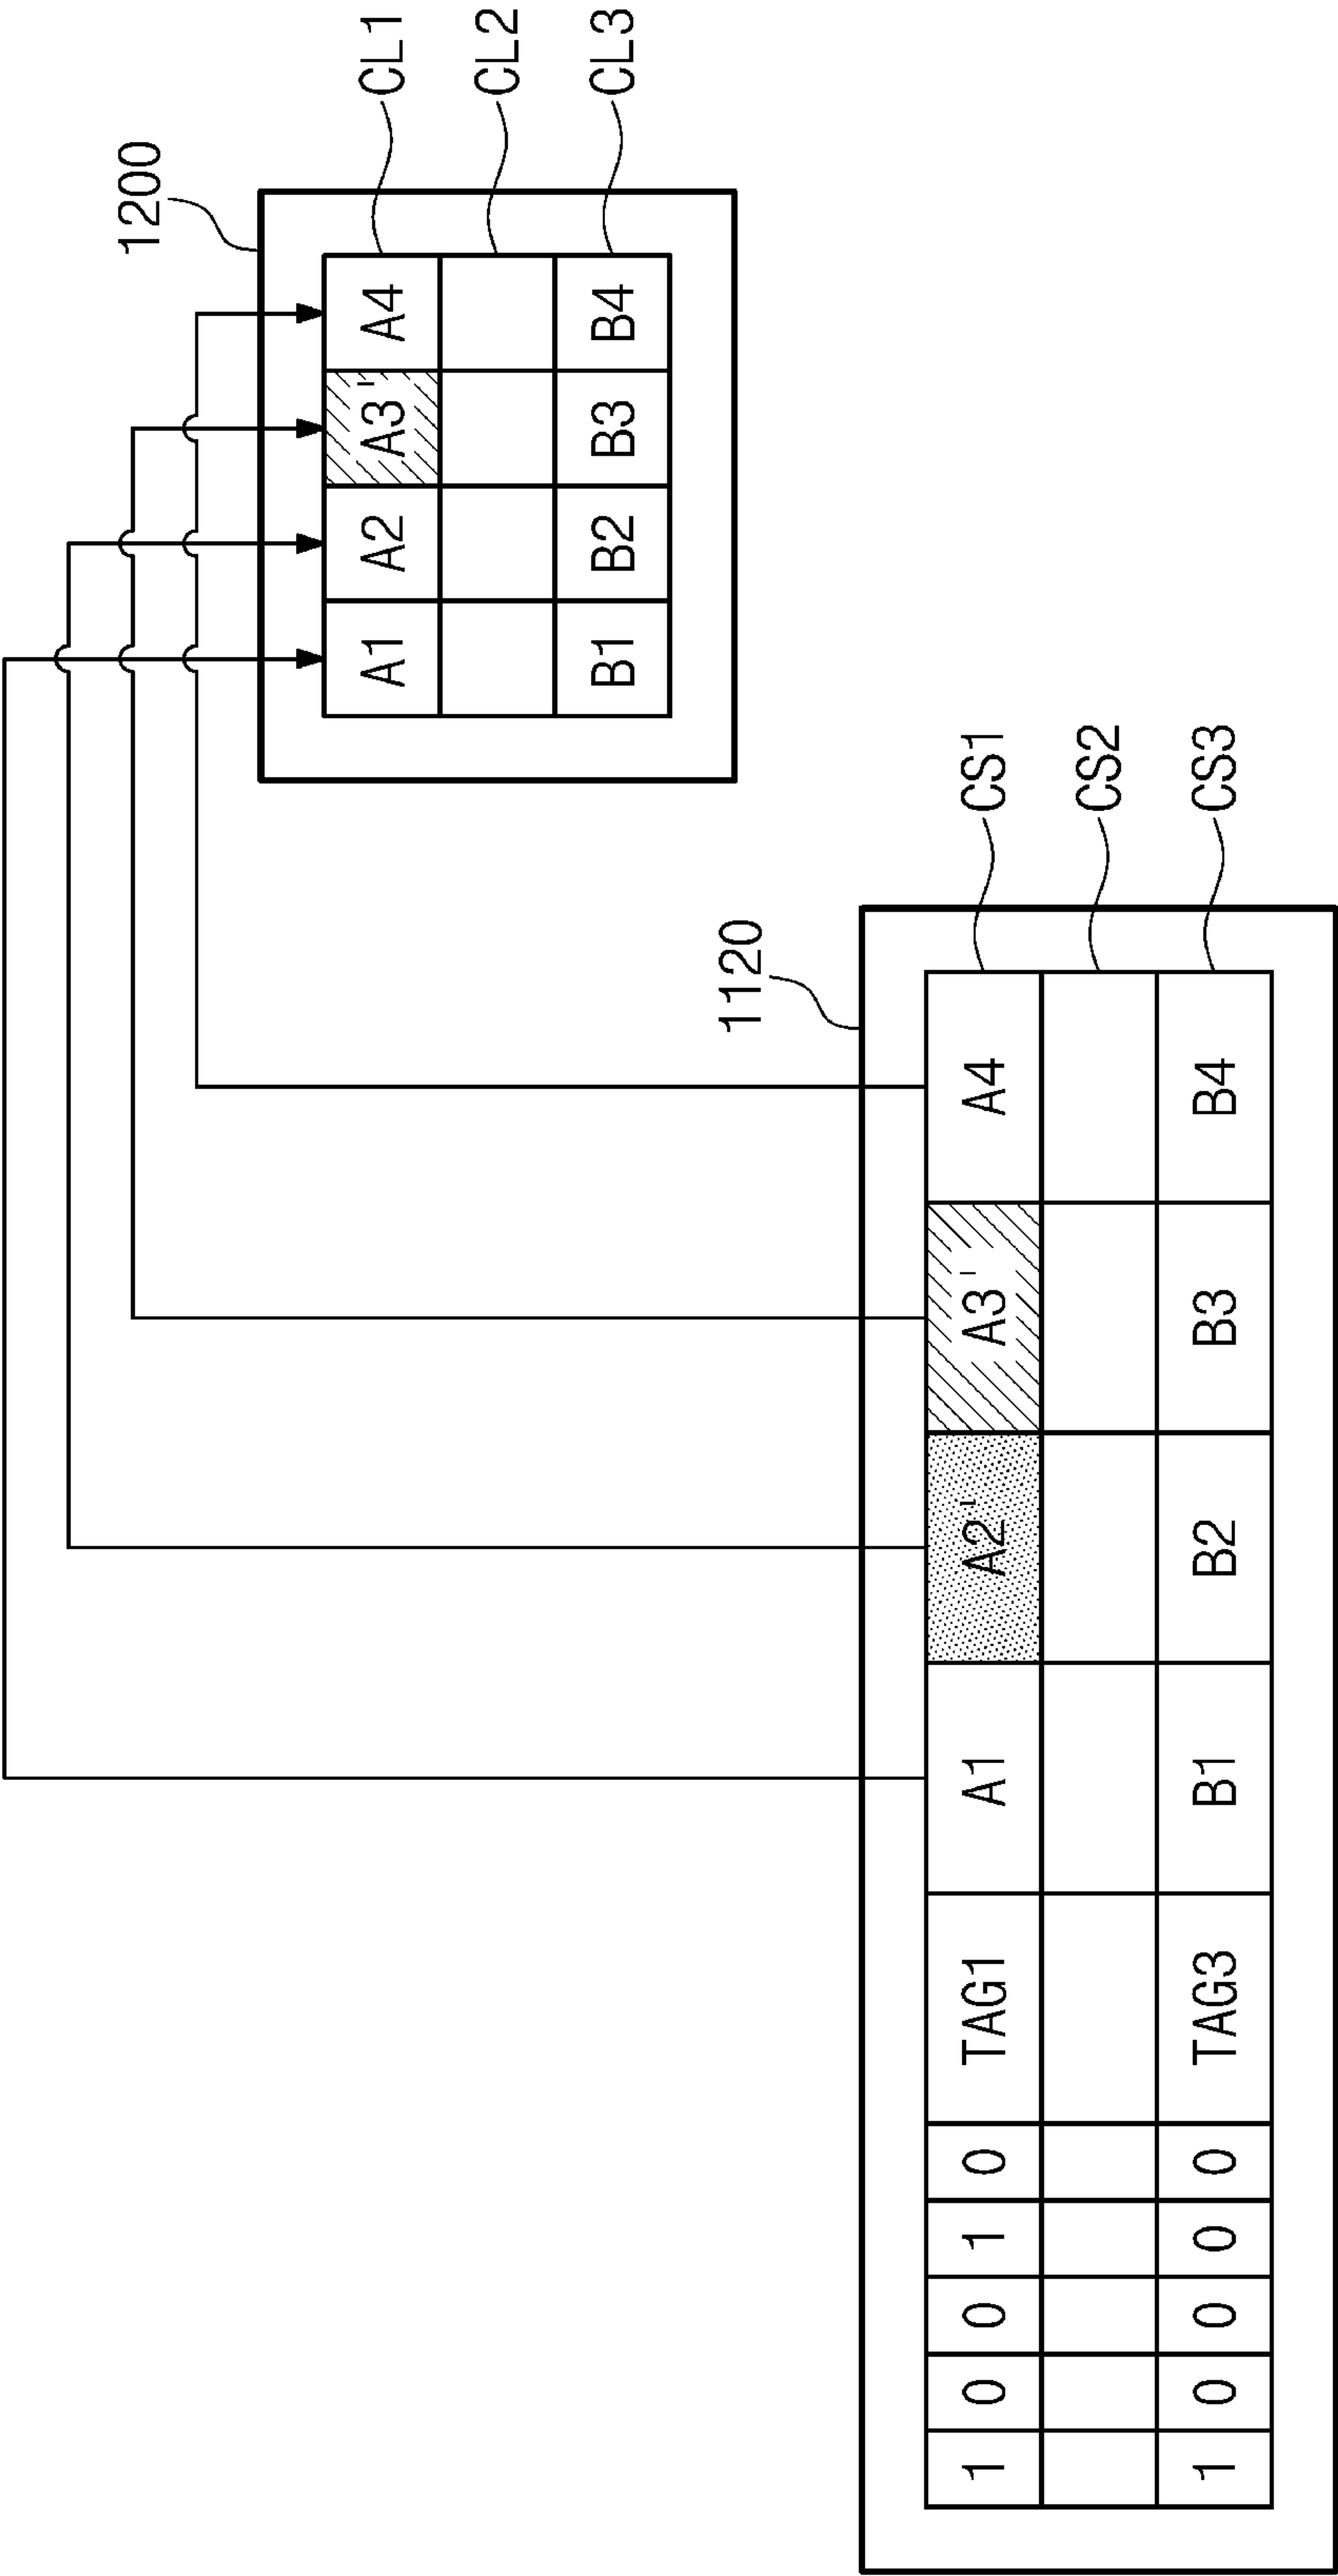 1200
A1 A2 A3' A4 CL1
CL2
B1 B2 B3 B4 CL3
1120
1 0 0 1 0 TAG1 A1 A2' A3' A4 CS1
CS2
1 0 0 0 0 TAG3 B1 B2 B3 B4 CS3